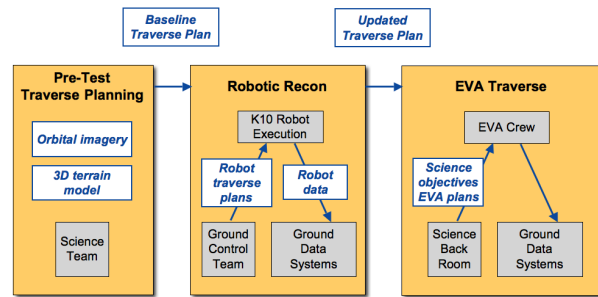 Baseline
Traverse Plan
Updated
Traverse Plan
Pre-Test
Traverse Planning
Orbital imagery
3D terrain
model
Science
Team
Robotic Recon
K10 Robot
Execution
Robot
traverse
plans
Robot
data
Ground
Control
Team
Ground
Data
Systems
EVA Traverse
EVA Crew
Science
objectives
EVA plans
Science
Back
Room
Ground
Data
Systems